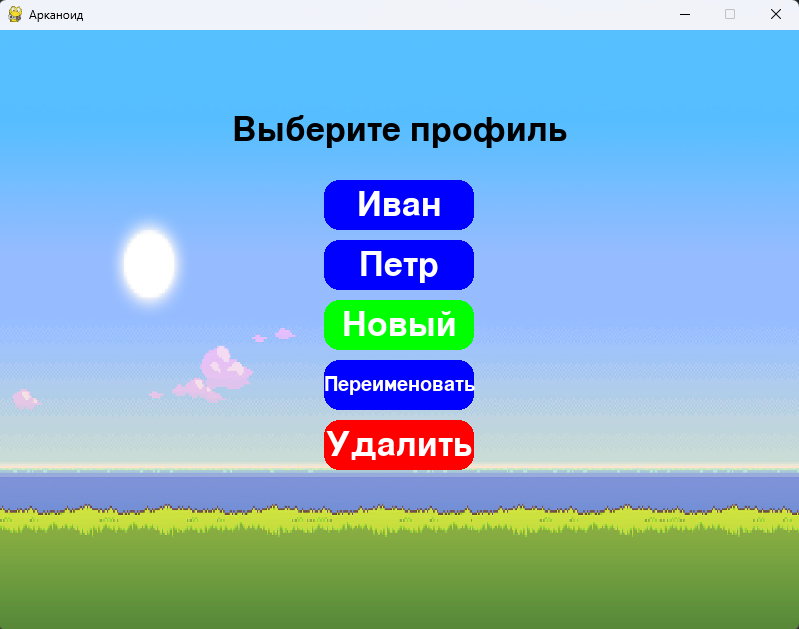 Арканоид
Выберите профиль
Иван
Петр
Новый
Переименовать
Удалить